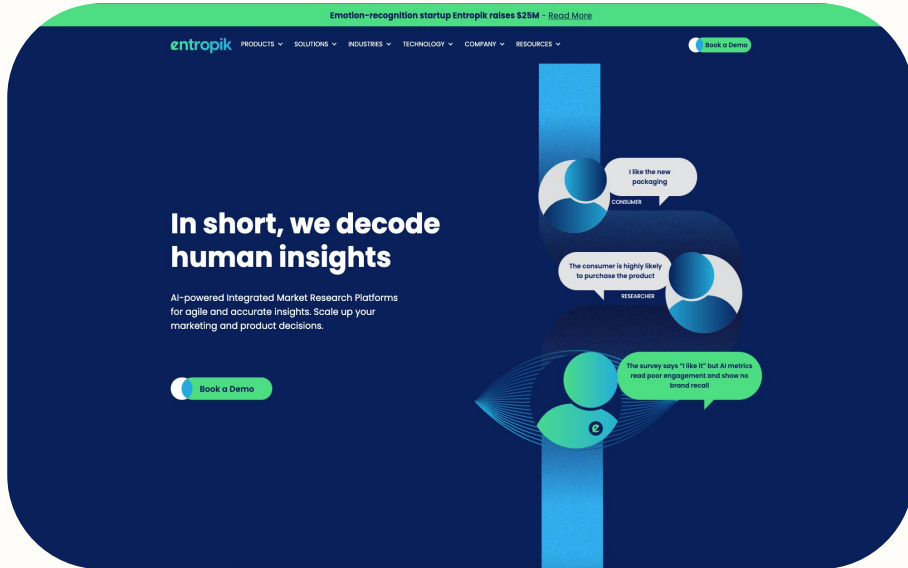 Emotion-recognition startup Entropik raises $25M - Read More
entropik PRODUCTS SOLUTIONS INDUSTRIES TECHNOLOGY COMPANY RESOURCES Book a Demo
I like the new
packaging
CONSUMER
In short, we decode
human insights
The consumer is highly likely
to purchase the product
RESEARCHER
AI-powered Integrated Market Research Platforms
for agile and accurate insights. Scale up your
marketing and product decisions.
The survey says "I like it" but AI metrics
read poor engagement and show no
brand recall
Book a Demo
e